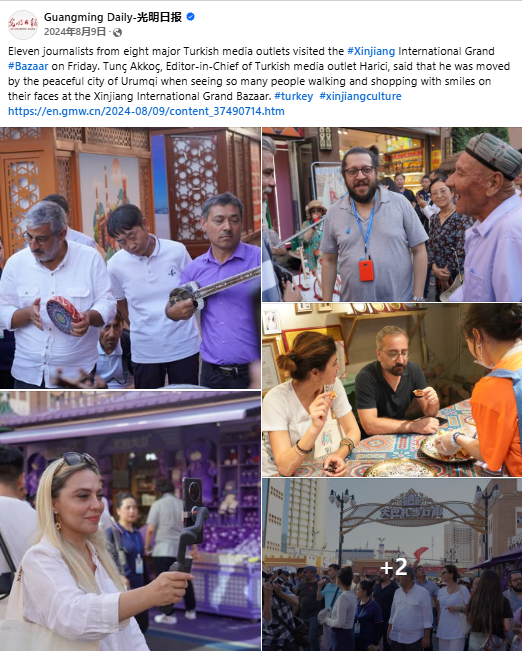 Guangming Daily-光明日报
2024年8月9日 ·
Eleven journalists from eight major Turkish media outlets visited the #Xinjiang International Grand
#Bazaar on Friday. Tunç Akkoç, Editor-in-Chief of Turkish media outlet Harici, said that he was moved
by the peaceful city of Urumqi when seeing so many people walking and shopping with smiles on
their faces at the Xinjiang International Grand Bazaar. #turkey #xinjiangculture
https://en.gmw.cn/2024-08/09/content_37490714.htm
+2